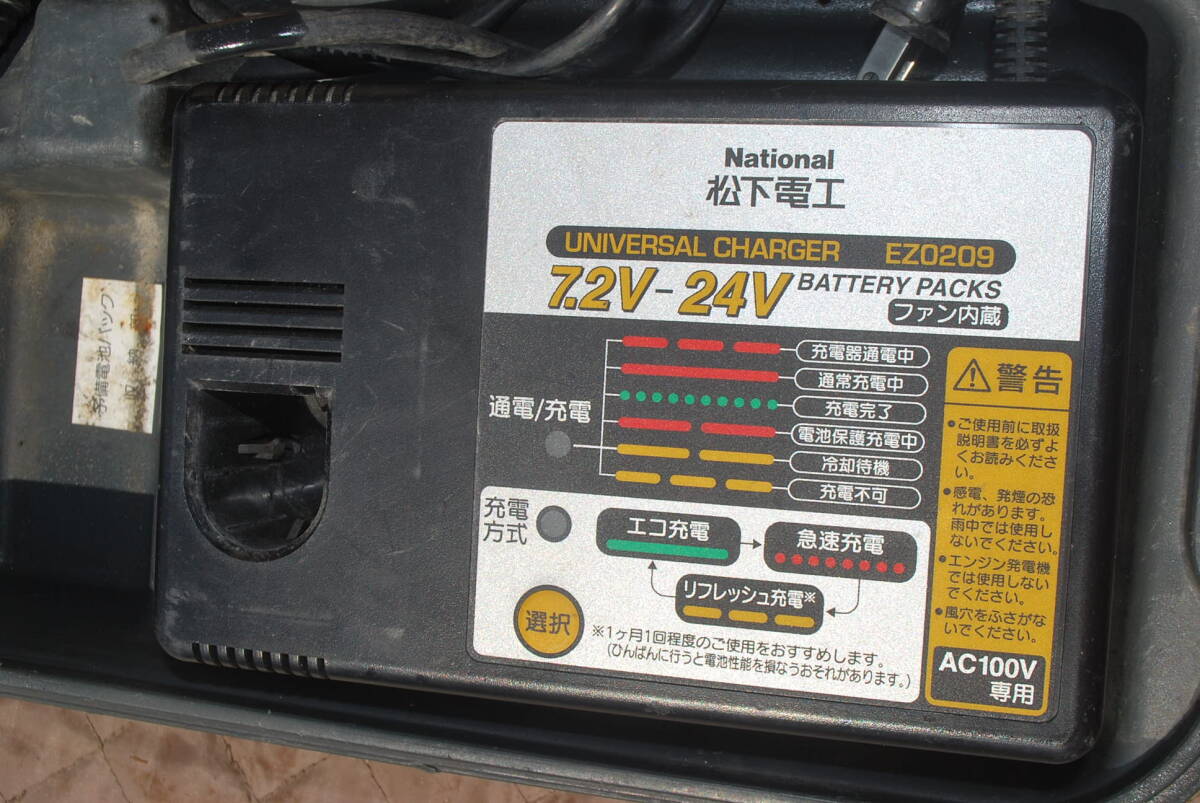 National
松下電工
UNIVERSAL CHARGER EZ0209
7.2V-24V BATTERY PACKS
ファン内蔵
通電/充電
充電器通電中
通常充電中
充電完了
電池保護充電中
冷却待機
充電不可
充電
方式
エコ充電
急速充電
リフレッシュ充電※
選択
※1ヶ月1回程度のご使用をおすすめします。
(ひんぱんに行うと電池性能を損なうおそれがあります。)
警告
●ご使用前に取扱
説明書を必ずよ
くお読みくださ
い。
●感電、発煙の恐
れがあります。
雨中では使用し
ないでください。
●エンジン発電機
では使用しない
でください。
●風穴をふさがな
いでください。
AC100V
専用
予備電池パック